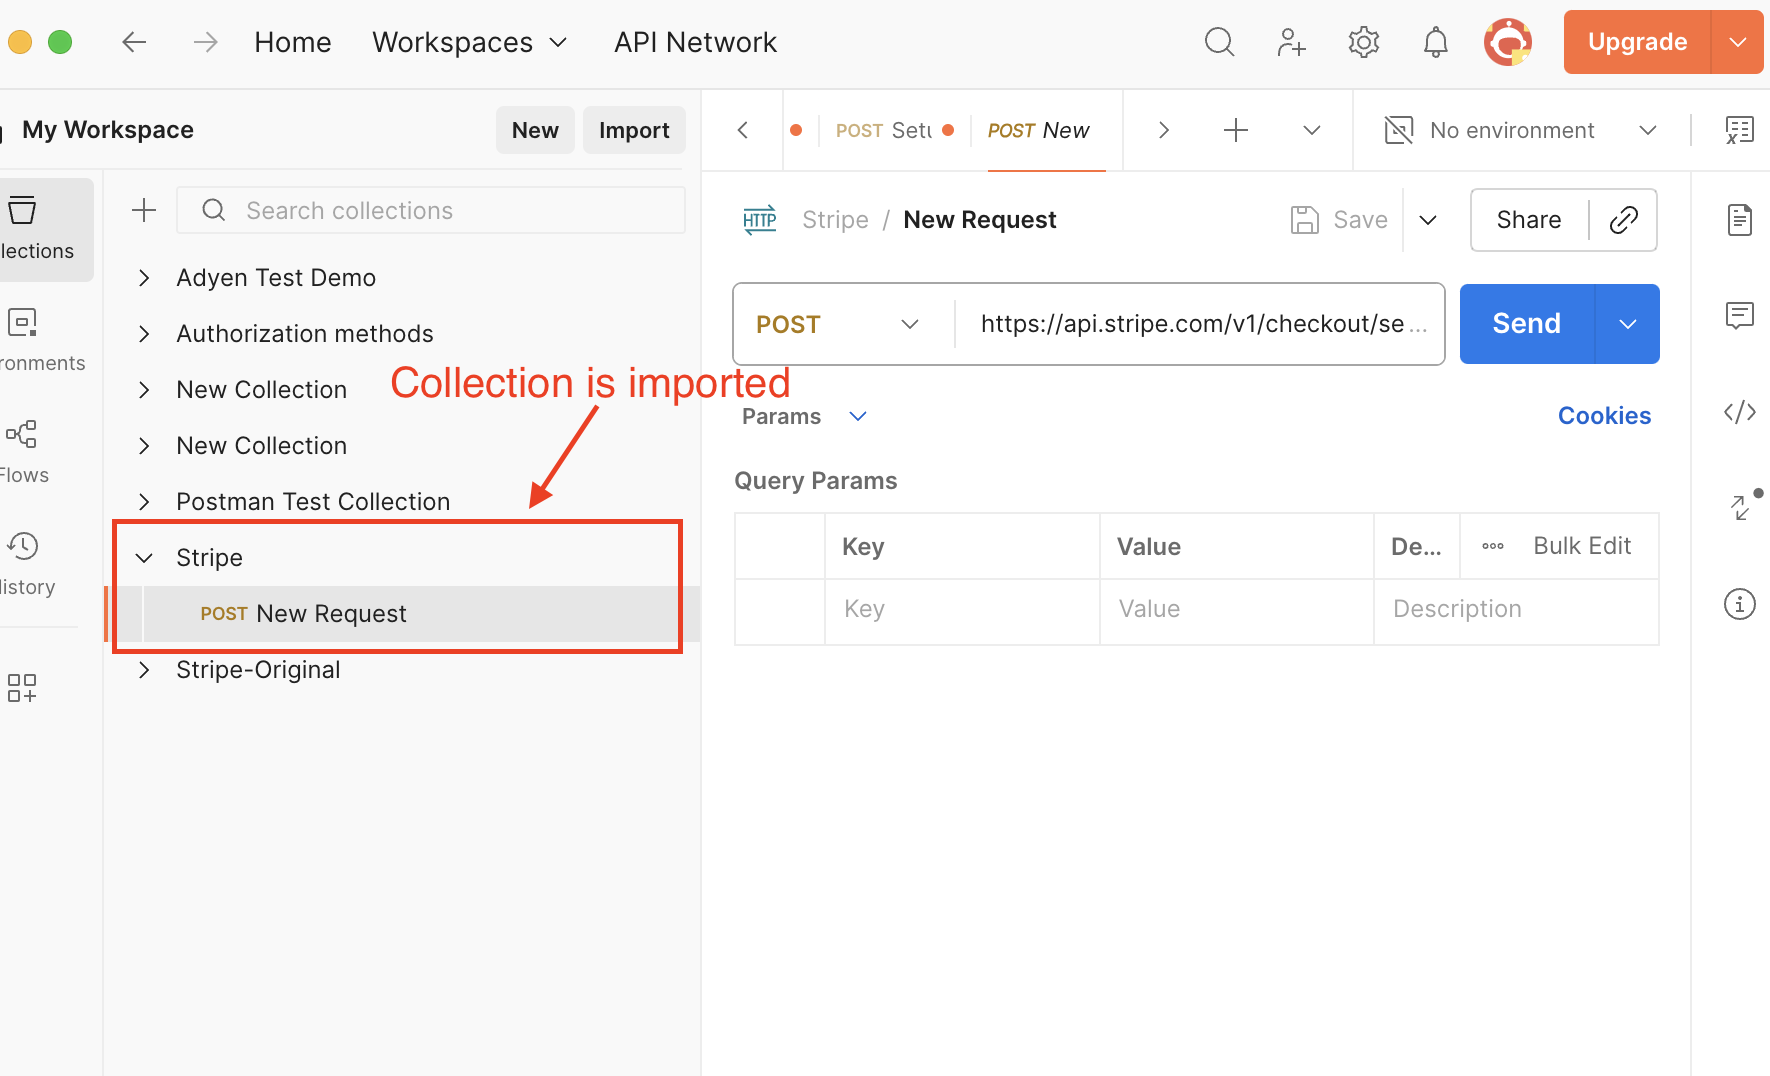 Home Workspaces API Network Upgrade
My Workspace New Import
POST Setu POST New No environment
lections
Search collections
HTTP Stripe / New Request Save Share
Adyen Test Demo
Authorization methods
POST https://api.stripe.com/v1/checkout/se... Send
ronments
New Collection
Collection is imported
Params Cookies
New Collection
Flows
Query Params
Postman Test Collection
Key Value De... Bulk Edit
Stripe
istory
POST New Request
Key Value Description
Stripe-Original